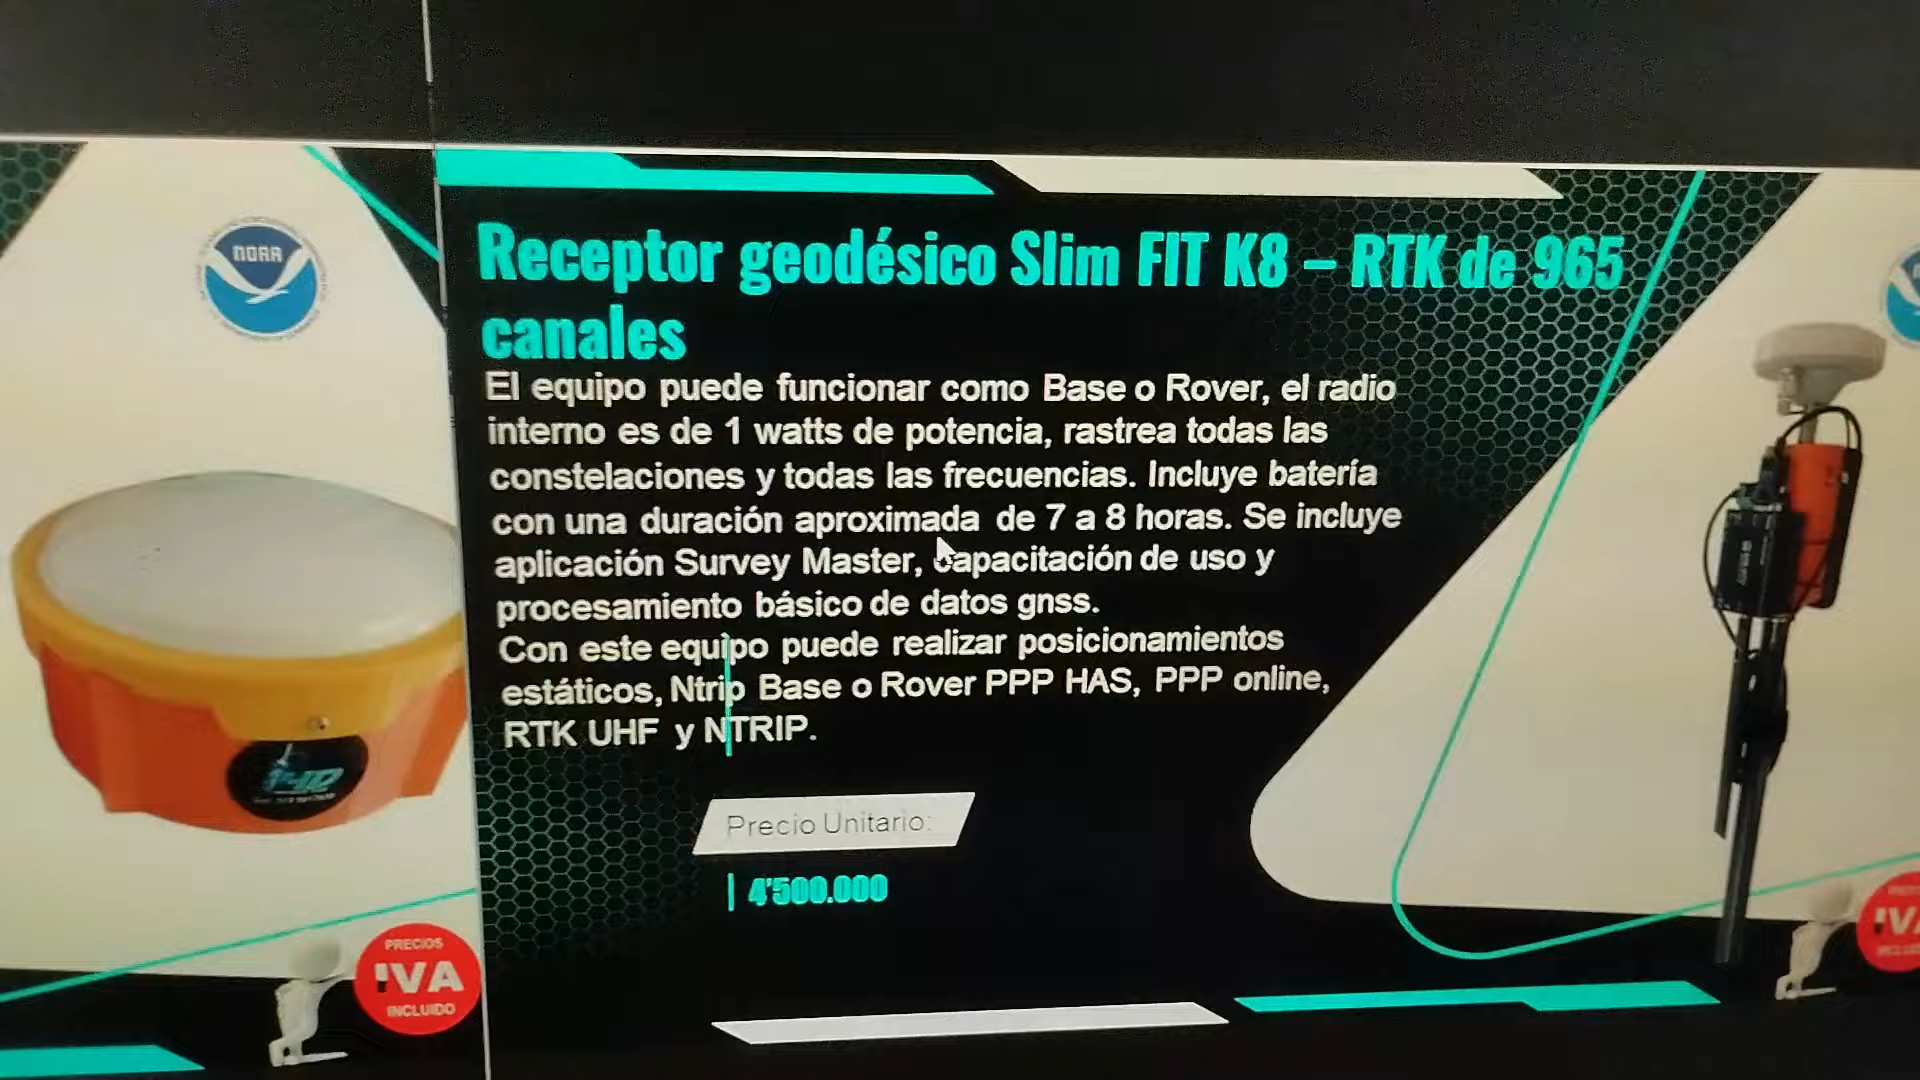 NOAA
Receptor geodésico Slim FIT K8 – RTK de 965
canales
El equipo puede funcionar como Base o Rover, el radio
interno es de 1 watts de potencia, rastrea todas las
constelaciones y todas las frecuencias. Incluye batería
con una duración aproximada de 7 a 8 horas. Se incluye
aplicación Survey Master, capacitación de uso y
procesamiento básico de datos gnss.
Con este equipo puede realizar posicionamientos
estáticos, Ntrip Base o Rover PPP HAS, PPP online,
RTK UHF y NTRIP.
Precio Unitario:
4'500.000
PRECIOS
IVA
INCLUIDO